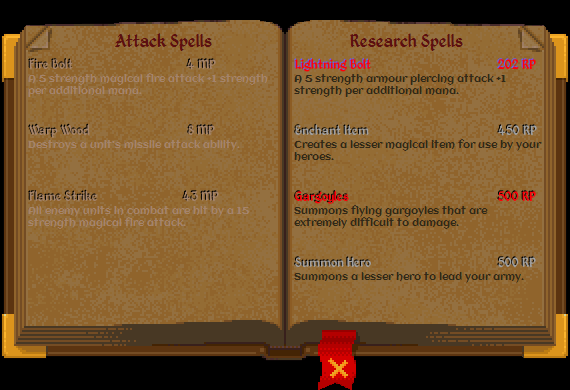 Attack Spells
Fire Bolt 4 MP
A 5 strength magical fire attack +1 strength
per additional mana.
Warp Wood 5 MP
Destroys a unit's missile attack ability.
Flame Strike 45 MP
All enemy units in combat are hit by a 15
strength magical fire attack.
Research Spells
Lightning Bolt 202 RP
A 5 strength armour piercing attack +1
strength per additional mana.
Enchant Item 450 RP
Creates a lesser magical item for use by your
heroes.
Gargoyles 500 RP
Summons flying gargoyles that are
extremely difficult to damage.
Summon Hero 500 RP
Summons a lesser hero to lead your army.